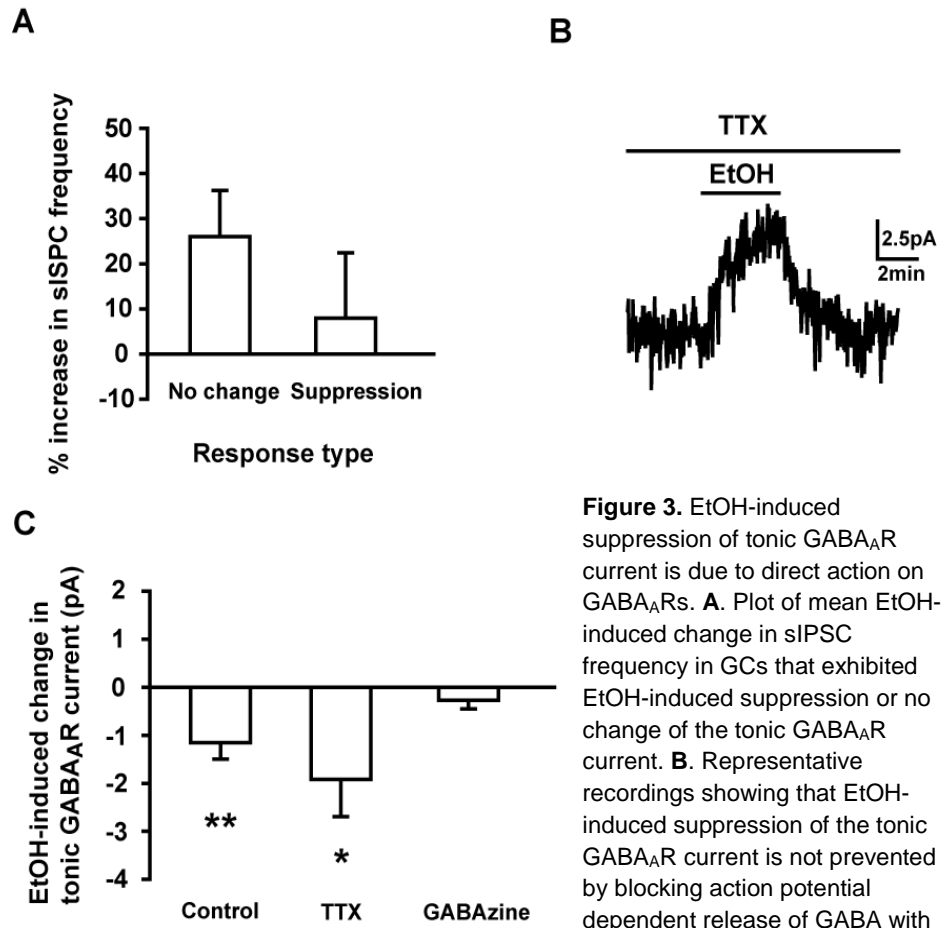 A
% increase in sISPC frequency
50
40
30
20
10
0
-10
No change Suppression
Response type
B
TTX
EtOH
2.5pA
2min
C
EtOH-induced change in
tonic GABAAR current (pA)
2
1
0
-1
-2
-3
-4
**
*
Control TTX GABAzine
Figure 3. EtOH-induced
suppression of tonic GABAAR
current is due to direct action on
GABAARs. A. Plot of mean EtOH-
induced change in sIPSC
frequency in GCs that exhibited
EtOH-induced suppression or no
change of the tonic GABAAR
current. B. Representative
recordings showing that EtOH-
induced suppression of the tonic
GABAAR current is not prevented
by blocking action potential
dependent release of GABA with